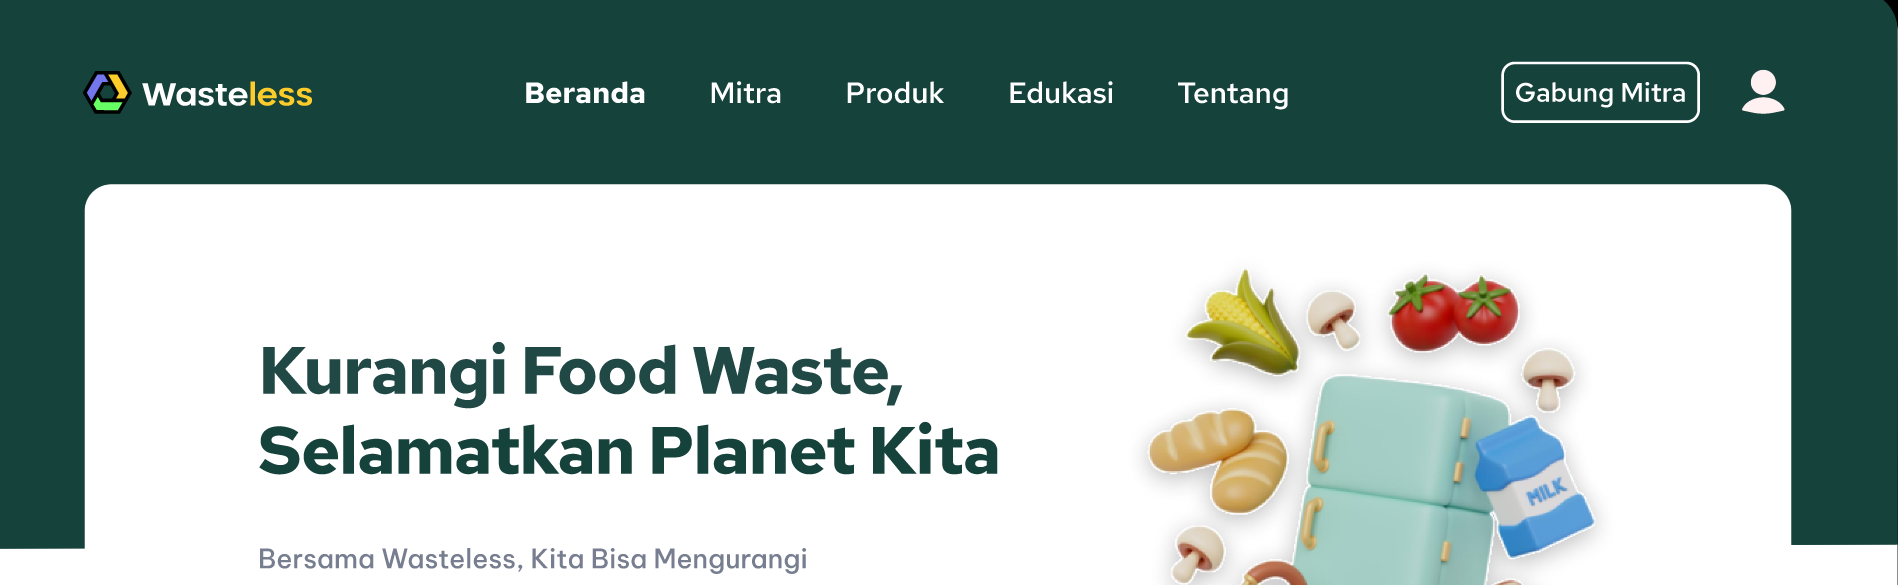 Wasteless
Beranda Mitra Produk Edukasi Tentang
Gabung Mitra
Kurangi Food Waste,
Selamatkan Planet Kita
Bersama Wasteless, Kita Bisa Mengurangi
MILK